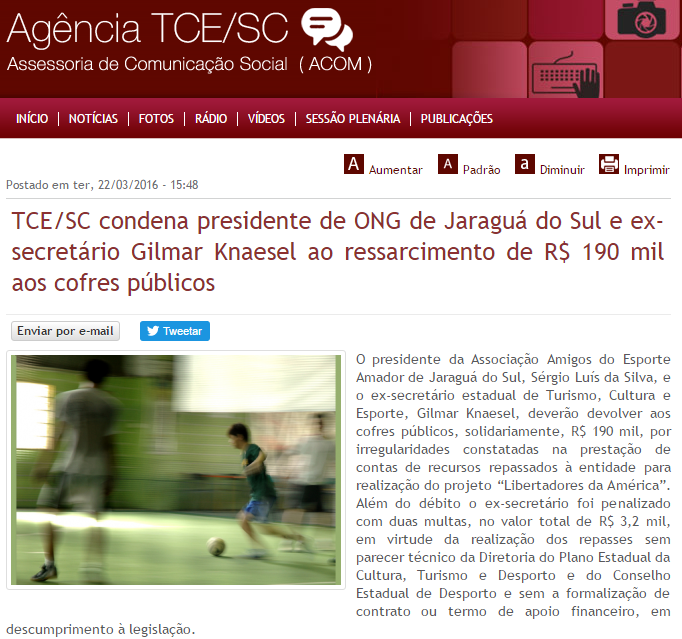 Agência TCE/SC
Assessoria de Comunicação Social ( ACOM )
INÍCIO NOTÍCIAS FOTOS RÁDIO VÍDEOS SESSÃO PLENÁRIA PUBLICAÇÕES
A Aumentar A Padrão a Diminuir Imprimir
Postado em ter, 22/03/2016 - 15:48
TCE/SC condena presidente de ONG de Jaraguá do Sul e ex-
secretário Gilmar Knaesel ao ressarcimento de R$ 190 mil
aos cofres públicos
Enviar por e-mail Tweetar
O presidente da Associação Amigos do Esporte
Amador de Jaraguá do Sul, Sérgio Luís da Silva, e
o ex-secretário estadual de Turismo, Cultura e
Esporte, Gilmar Knaesel, deverão devolver aos
cofres públicos, solidariamente, R$ 190 mil, por
irregularidades constatadas na prestação de
contas de recursos repassados à entidade para
realização do projeto “Libertadores da América”.
Além do débito o ex-secretário foi penalizado
com duas multas, no valor total de R$ 3,2 mil,
em virtude da realização dos repasses sem
parecer técnico da Diretoria do Plano Estadual da
Cultura, Turismo e Desporto e do Conselho
Estadual de Desporto e sem a formalização de
contrato ou termo de apoio financeiro, em
descumprimento à legislação.